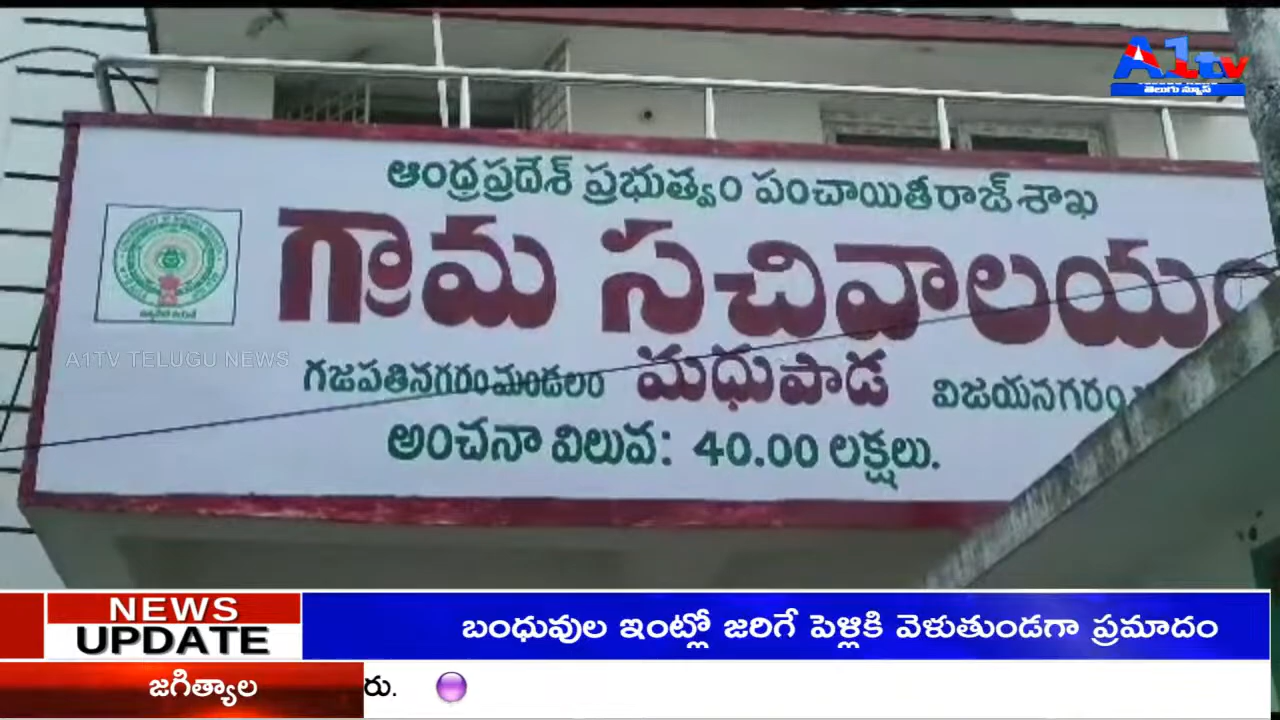 A1tv
తెలుగు న్యూస్
ఆంధ్రప్రదేశ్ ప్రభుత్వం పంచాయితీరాజ్ శాఖ
గ్రామ సచివాలయం
A1TV TELUGU NEWS
గజపతినగరంమండలం మధుపాడ విజయనగరం
అంచనా విలువ: 40.00 లక్షలు.
NEWS
UPDATE
బంధువుల ఇంట్లో జరిగే పెళ్లికి వెళుతుండగా ప్రమాదం
జగిత్యాల
రు.